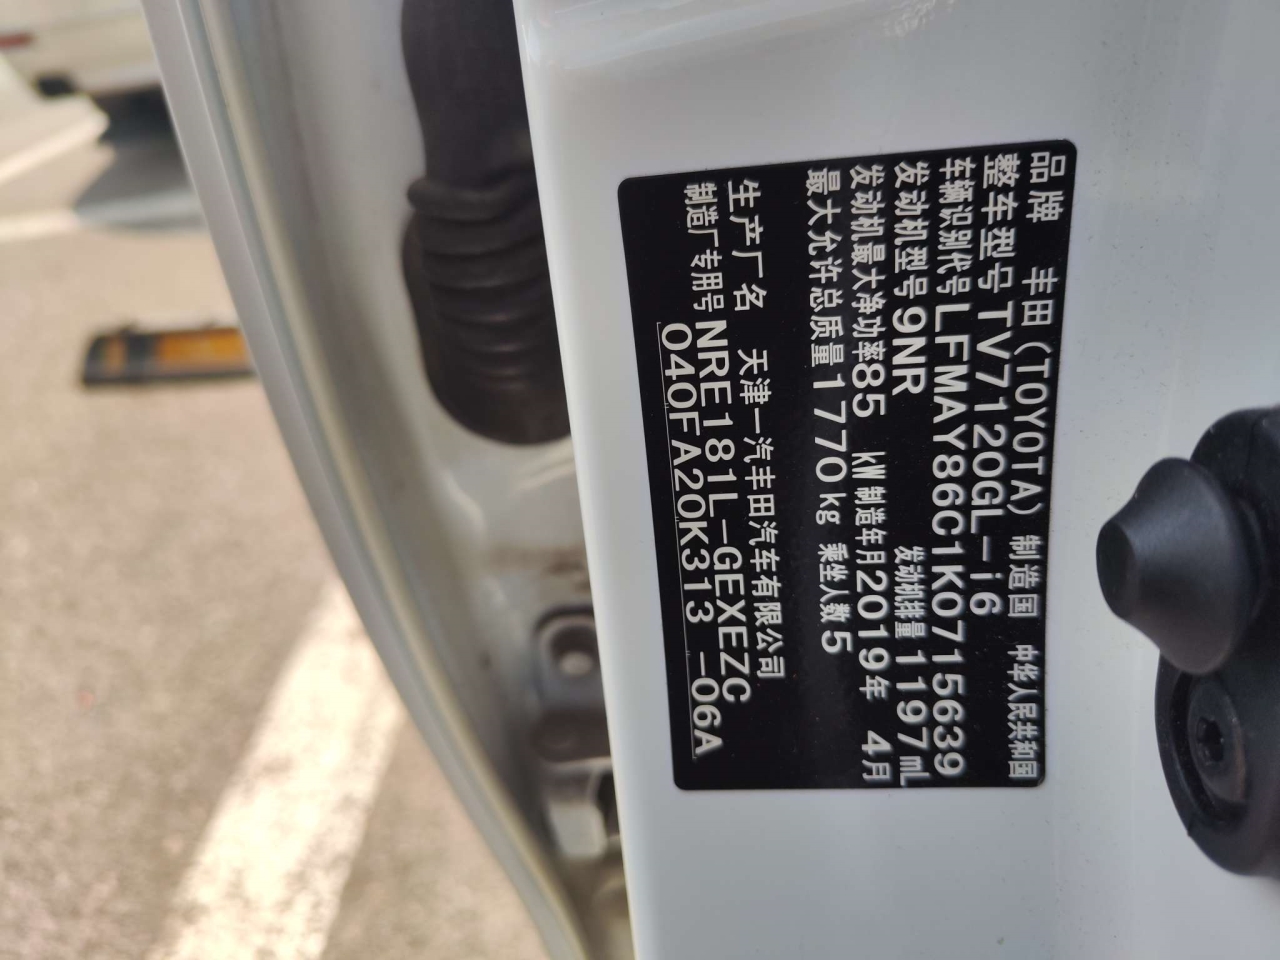 品牌 丰田(TOYOTA) 制造国 中华人民共和国
整车型号 TV7120GL-i6
车辆识别代号 LFMAY86C1K0715639
发动机型号 9NR 发动机排量 1197mL
发动机最大净功率 85 kW 制造年月 2019年 4月
最大允许总质量 1770kg 乘坐人数 5
生产厂名 天津一汽丰田汽车有限公司
制造厂专用号 NRE181L-GEXEZC
040FA20K313 -06A